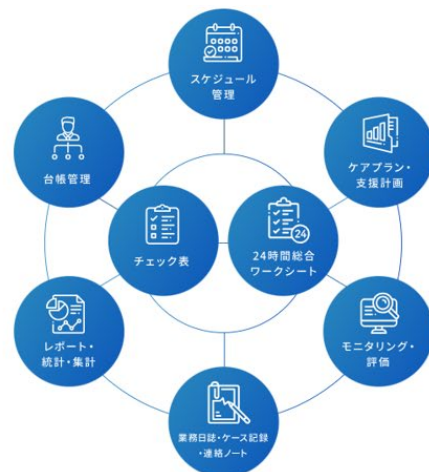 スケジュール
管理
台帳管理
ケアプラン・
支援計画
チェック表
24
24時間総合
ワークシート
レポート・
統計・集計
モニタリング・
評価
業務日誌・ケース記録
・連絡ノート